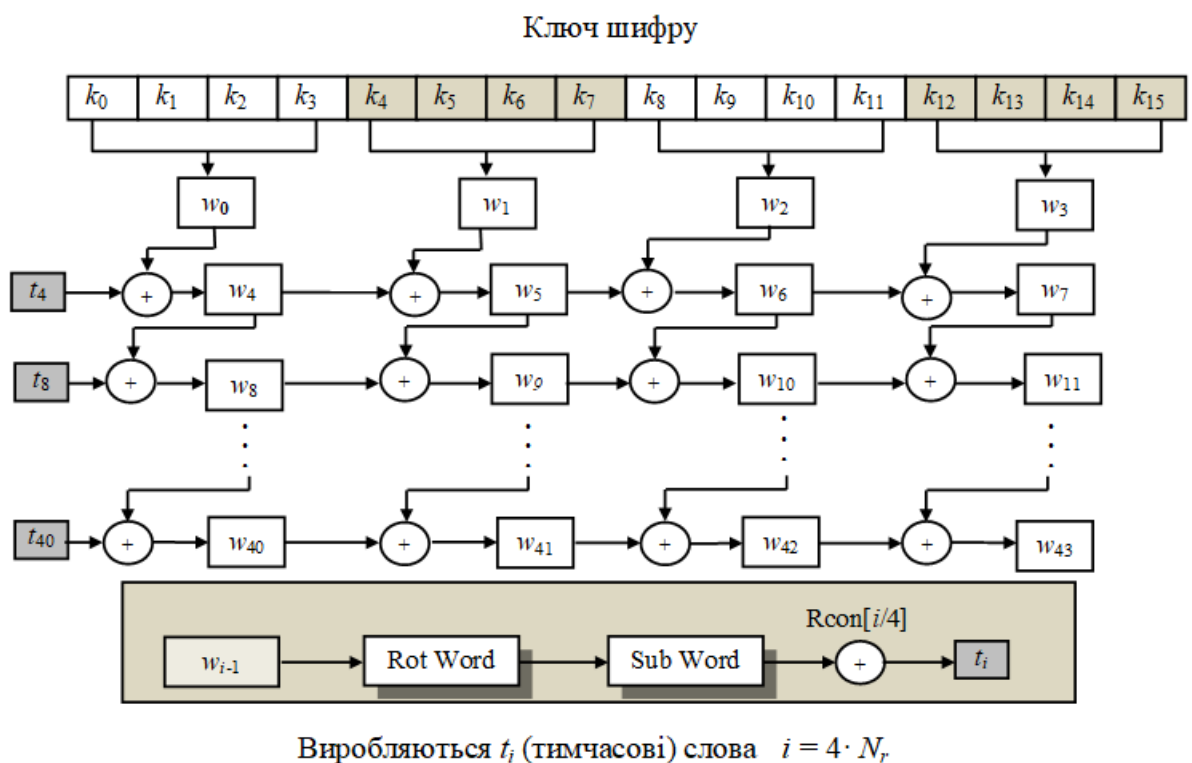 Ключ шифру
k0 k1 k2 k3 k4 k5 k6 k7 k8 k9 k10 k11 k12 k13 k14 k15
w0 w1 w2 w3
t4 + w4 + w5 + w6 + w7
t8 + w8 + w9 + w10 + w11
t40 + w40 + w41 + w42 + w43
Rcon[i/4]
wi-1 Rot Word Sub Word + ti
Виробляються ti (тимчасові) слова i = 4· Nr